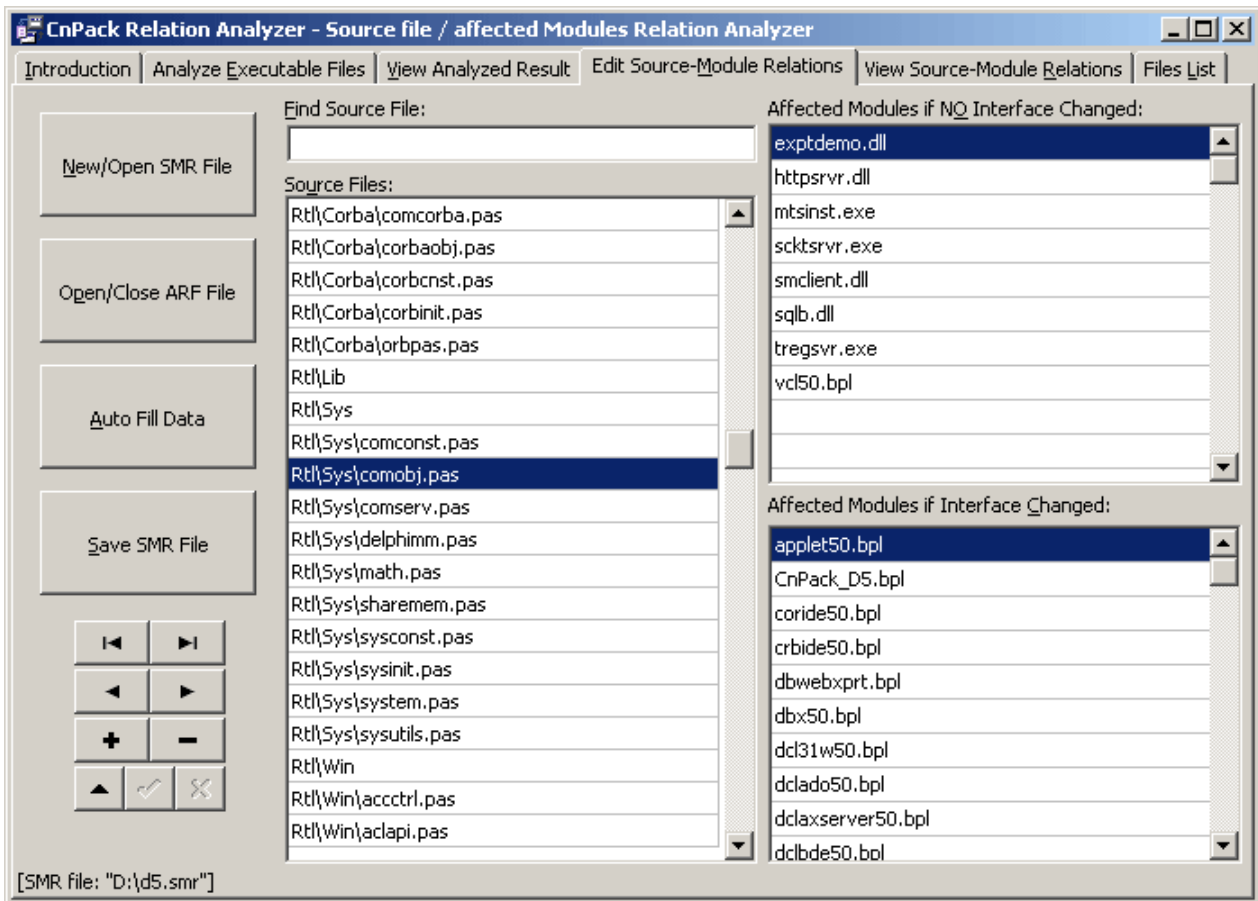 CnPack Relation Analyzer - Source file / affected Modules Relation Analyzer
Introduction
Analyze Executable Files
View Analyzed Result
Edit Source-Module Relations
View Source-Module Relations
Files List
New/Open SMR File
Open/Close ARF File
Auto Fill Data
Save SMR File
Find Source File:
Source Files:
Rtl\Corba\comcorba.pas
Rtl\Corba\corbaobj.pas
Rtl\Corba\corbcnst.pas
Rtl\Corba\corbinit.pas
Rtl\Corba\orbpas.pas
Rtl\Lib
Rtl\Sys
Rtl\Sys\comconst.pas
Rtl\Sys\comobj.pas
Rtl\Sys\comserv.pas
Rtl\Sys\delphimm.pas
Rtl\Sys\math.pas
Rtl\Sys\sharemem.pas
Rtl\Sys\sysconst.pas
Rtl\Sys\sysinit.pas
Rtl\Sys\system.pas
Rtl\Sys\sysutils.pas
Rtl\Win
Rtl\Win\accctrl.pas
Rtl\Win\aclapi.pas
Affected Modules if NO Interface Changed:
exptdemo.dll
httpsrvr.dll
mtsinst.exe
scktsrvr.exe
smclient.dll
sqlb.dll
tregsvr.exe
vcl50.bpl
Affected Modules if Interface Changed:
applet50.bpl
CnPack_D5.bpl
coride50.bpl
crbide50.bpl
dbwebxprt.bpl
dbx50.bpl
dcl31w50.bpl
dclado50.bpl
dclaxserver50.bpl
dclbde50.bpl
[SMR file: "D:\d5.smr"]